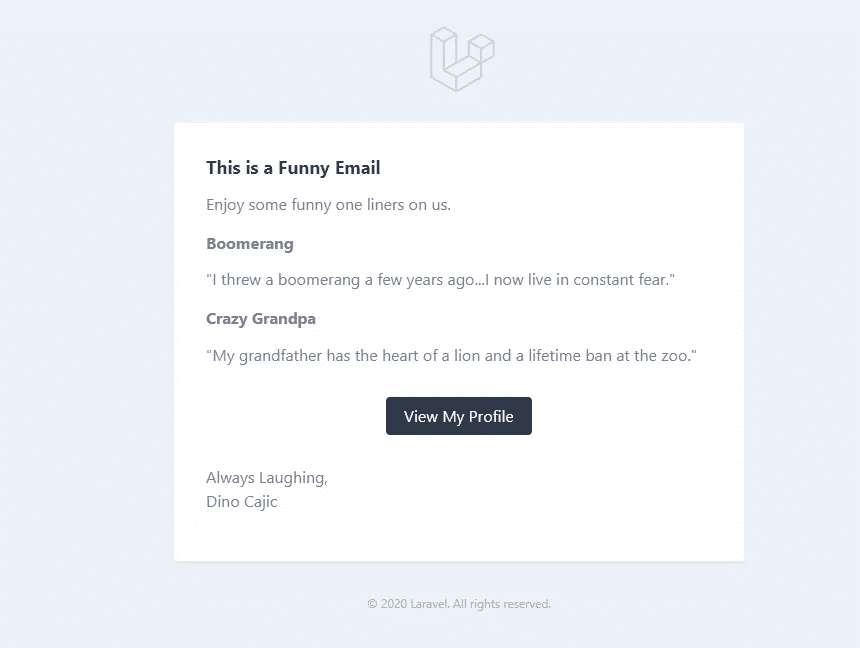 This is a Funny Email
Enjoy some funny one liners on us.
Boomerang
"I threw a boomerang a few years ago...I now live in constant fear."
Crazy Grandpa
"My grandfather has the heart of a lion and a lifetime ban at the zoo."
View My Profile
Always Laughing,
Dino Cajic
© 2020 Laravel. All rights reserved.